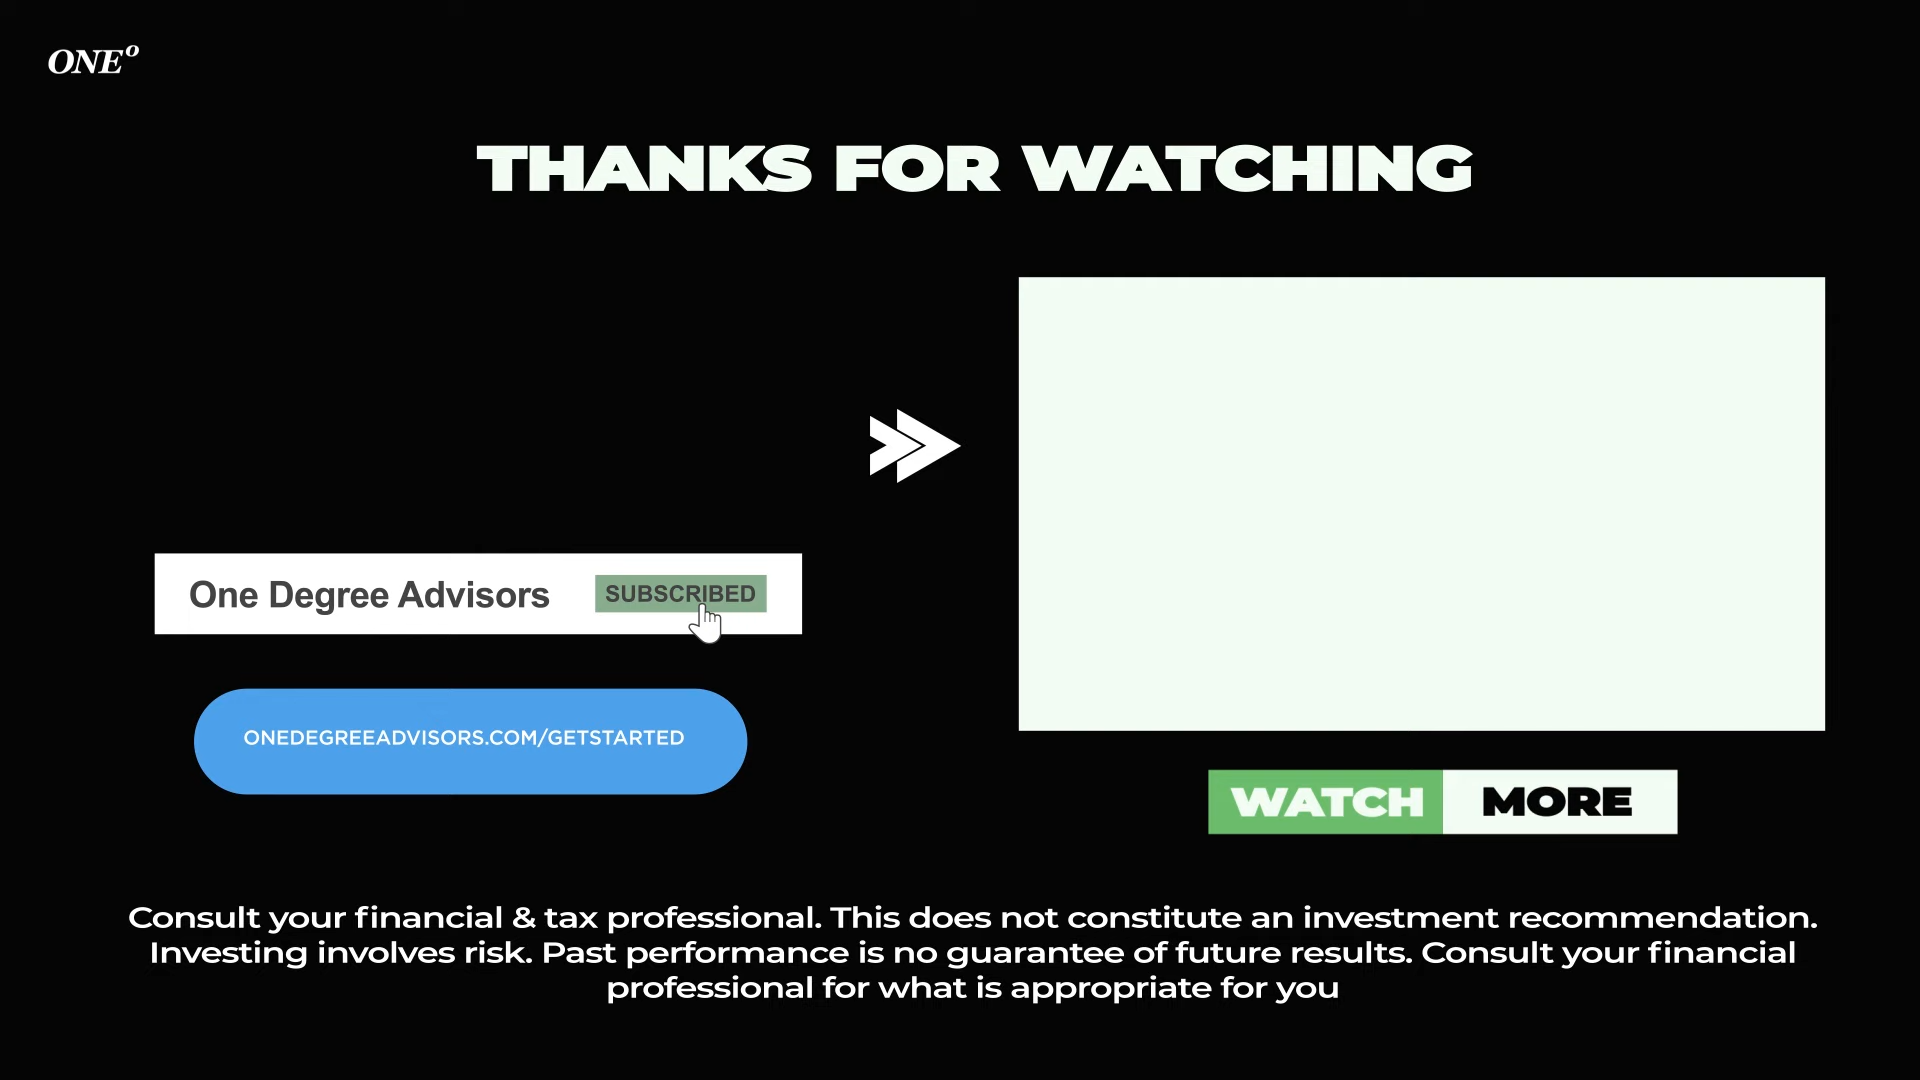 ONEº
THANKS FOR WATCHING
One Degree Advisors
SUBSCRIBED
ONEDEGREEADVISORS.COM/GETSTARTED
WATCH MORE
Consult your financial & tax professional. This does not constitute an investment recommendation.
Investing involves risk. Past performance is no guarantee of future results. Consult your financial
professional for what is appropriate for you